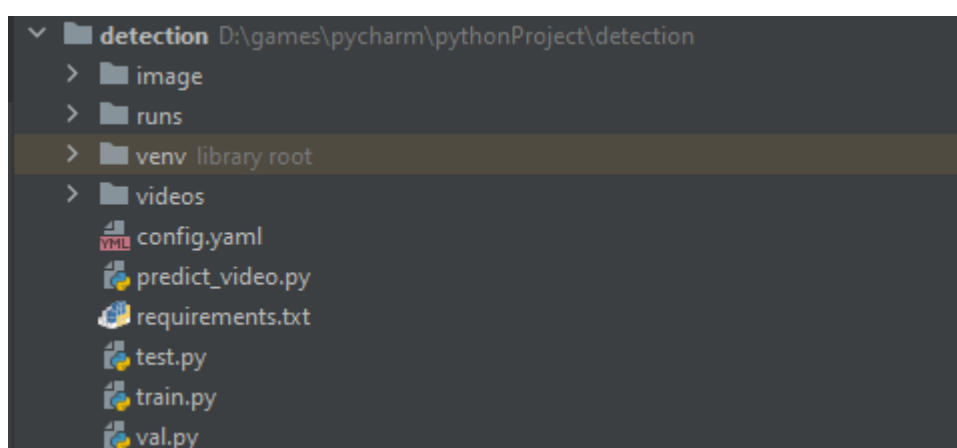 detection D:\games\pycharm\pythonProject\detection
image
runs
venv library root
videos
YML config.yaml
predict_video.py
requirements.txt
test.py
train.py
val.py